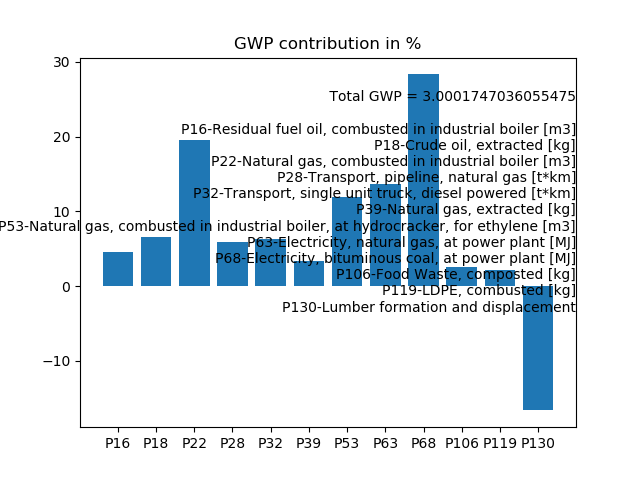 GWP contribution in %
30
Total GWP = 3.0001747036055475
P16-Residual fuel oil, combusted in industrial boiler [m3]
20
P18-Crude oil, extracted [kg]
P22-Natural gas, combusted in industrial boiler [m3]
P28-Transport, pipeline, natural gas [t*km]
P32-Transport, single unit truck, diesel powered [t*km]
10
P39-Natural gas, extracted [kg]
P53-Natural gas, combusted in industrial boiler, at hydrocracker, for ethylene [m3]
P63-Electricity, natural gas, at power plant [MJ]
P68-Electricity, bituminous coal, at power plant [MJ]
P106-Food Waste, composted [kg]
0
P119-LDPE, combusted [kg]
P130-Lumber formation and displacement
−10
P16 P18 P22 P28 P32 P39 P53 P63 P68 P106 P119 P130